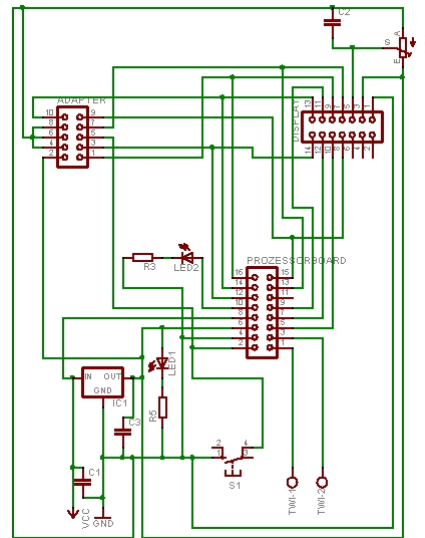 C2
A
S
E
ADAPTER
10 9
8 7
6 5
4 3
2 1
13 11 9 7 5 3 1
DISPLAY
14 12 10 8 6 4 2
R3
LED2
PROZESSORBOARD
16 15
14 13
12 11
10 9
8 7
6 5
4 3
2 1
LED1
IN OUT
GND
IC1
R5
C3
2 4
1 3
S1
C1
VCC
GND
TWI-1
TWI-2